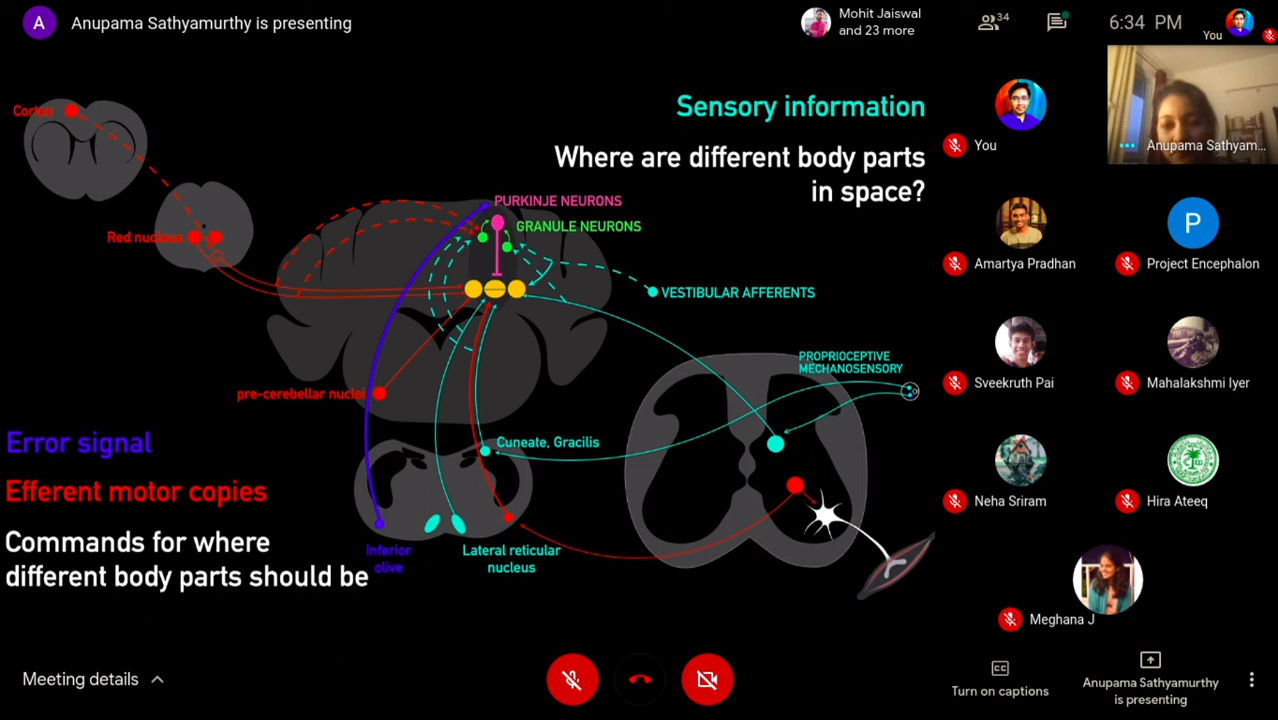 A
Anupama Sathyamurthy is presenting
Mohit Jaiswal
and 23 more
34
6:34 PM
You
Cortex
Red nucleus
PURKINJE NEURONS
GRANULE NEURONS
Sensory information
Where are different body parts
in space?
VESTIBULAR AFFERENTS
PROPRIOCEPTIVE
MECHANOSENSORY
pre-cerebellar nuclei
Cuneate, Gracilis
Error signal
Efferent motor copies
Commands for where
different body parts should be
Inferior
olive
Lateral reticular
nucleus
You
Anupama Sathyam...
Amartya Pradhan
P
Project Encephalon
Sveekruth Pai
Mahalakshmi Iyer
Neha Sriram
Hira Ateeq
Meghana J
Meeting details
CC
Turn on captions
Anupama Sathyamurthy
is presenting